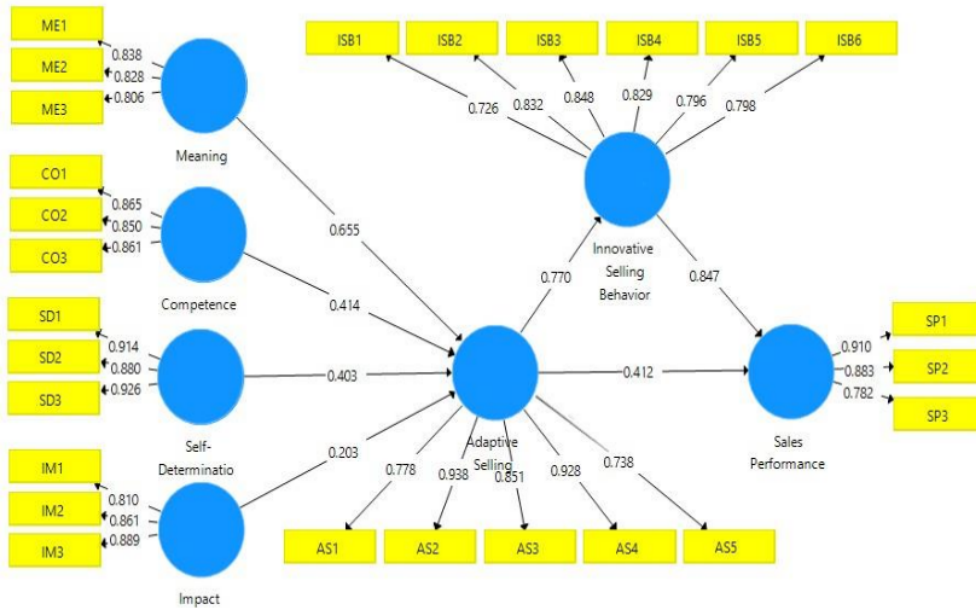 ME1
ME2
ME3
0.838
0.828
0.806
Meaning
CO1
CO2
CO3
0.865
0.850
0.861
Competence
SD1
SD2
SD3
0.914
0.880
0.926
Self-
Determinatio
IM1
IM2
IM3
0.810
0.861
0.889
Impact
0.655
0.414
0.403
0.203
ISB1 ISB2 ISB3 ISB4 ISB5 ISB6
0.726 0.832 0.848 0.829 0.796 0.798
Innovative
Selling
Behavior
0.770
0.847
0.412
Adaptive
Selling
0.778 0.938 0.851 0.928 0.738
AS1 AS2 AS3 AS4 AS5
Sales
Performance
0.910
0.883
0.782
SP1
SP2
SP3